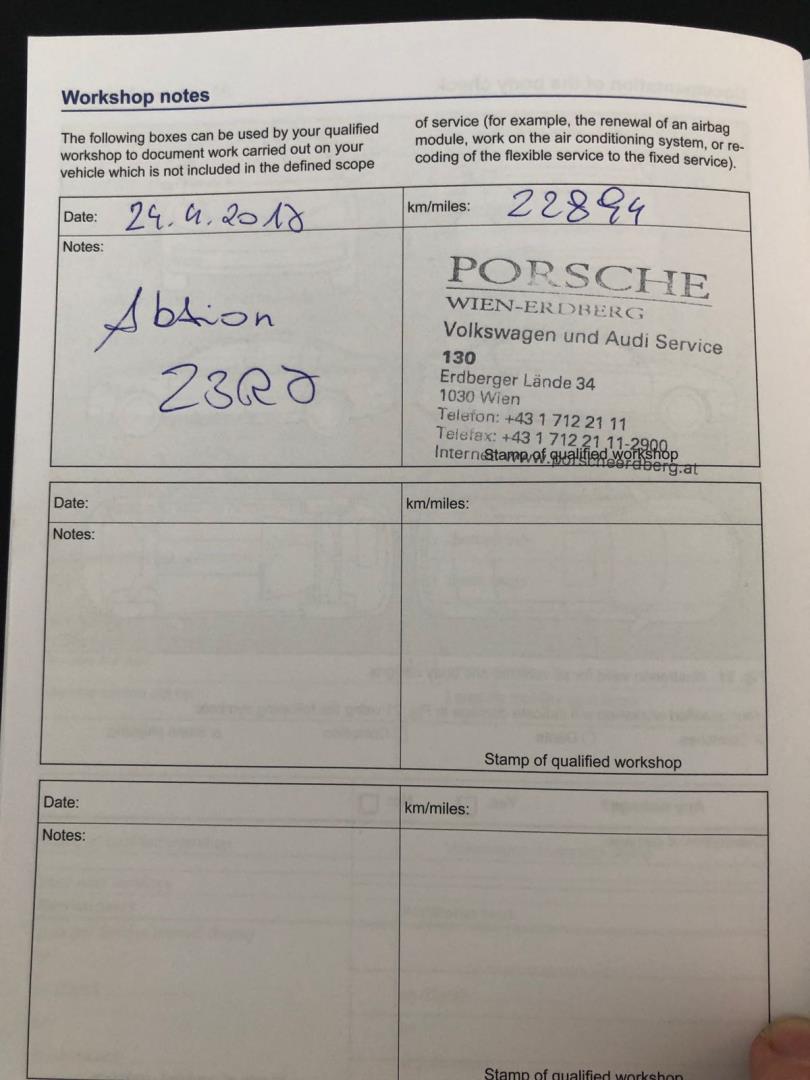 Workshop notes
The following boxes can be used by your qualified
workshop to document work carried out on your
vehicle which is not included in the defined scope
of service (for example, the renewal of an airbag
module, work on the air conditioning system, or re-
coding of the flexible service to the fixed service).
Date: 24.4.2017
km/miles: 22894
Notes:
Aktion
23R7
PORSCHE
WIEN-ERDBERG
Volkswagen und Audi Service
130
Erdberger Lände 34
1030 Wien
Telefon: +43 1 712 21 11
Telefax: +43 1 712 21 11-2900
Stamp of qualified workshop
Date:
km/miles:
Notes:
Stamp of qualified workshop
Date:
km/miles:
Notes:
Stamp of qualified workshop